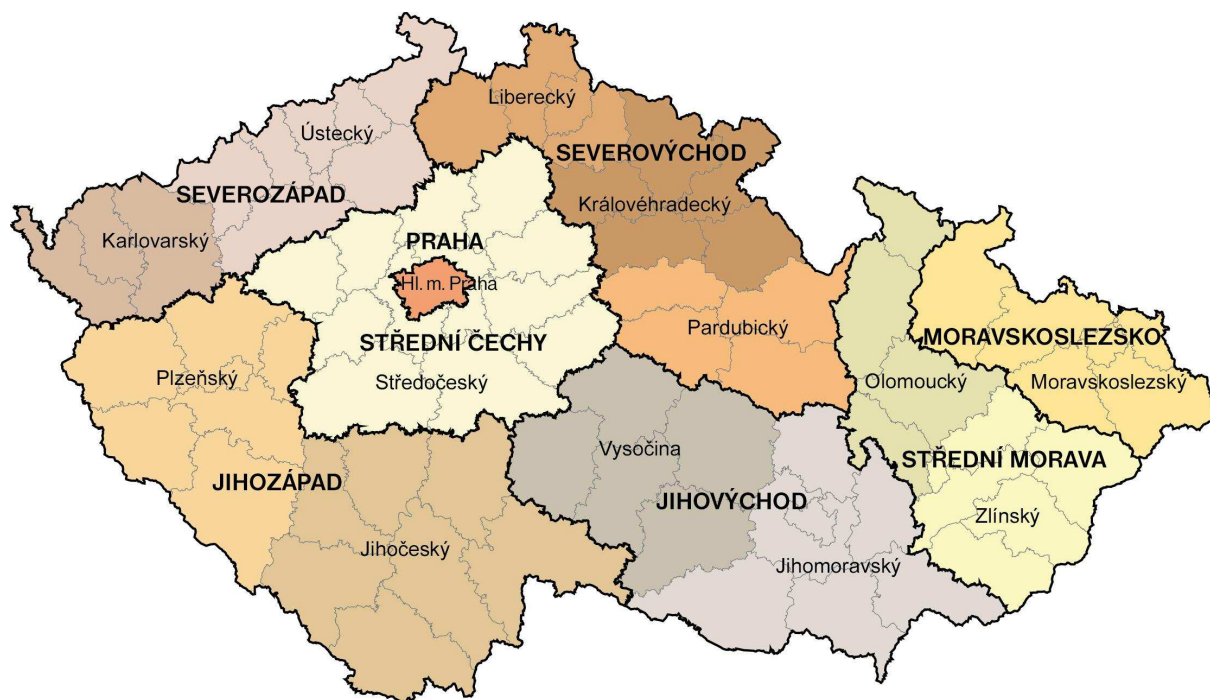 Liberecký
Ústecký
SEVEROVÝCHOD
SEVEROZÁPAD
Královéhradecký
Karlovarský
PRAHA
Hl. m. Praha
Pardubický
MORAVSKOSLEZSKO
STŘEDNÍ ČECHY
Plzeňský
Středočeský
Olomoucký
Moravskoslezský
Vysočina
STŘEDNÍ MORAVA
JIHOZÁPAD
JIHOVÝCHOD
Zlínský
Jihočeský
Jihomoravský